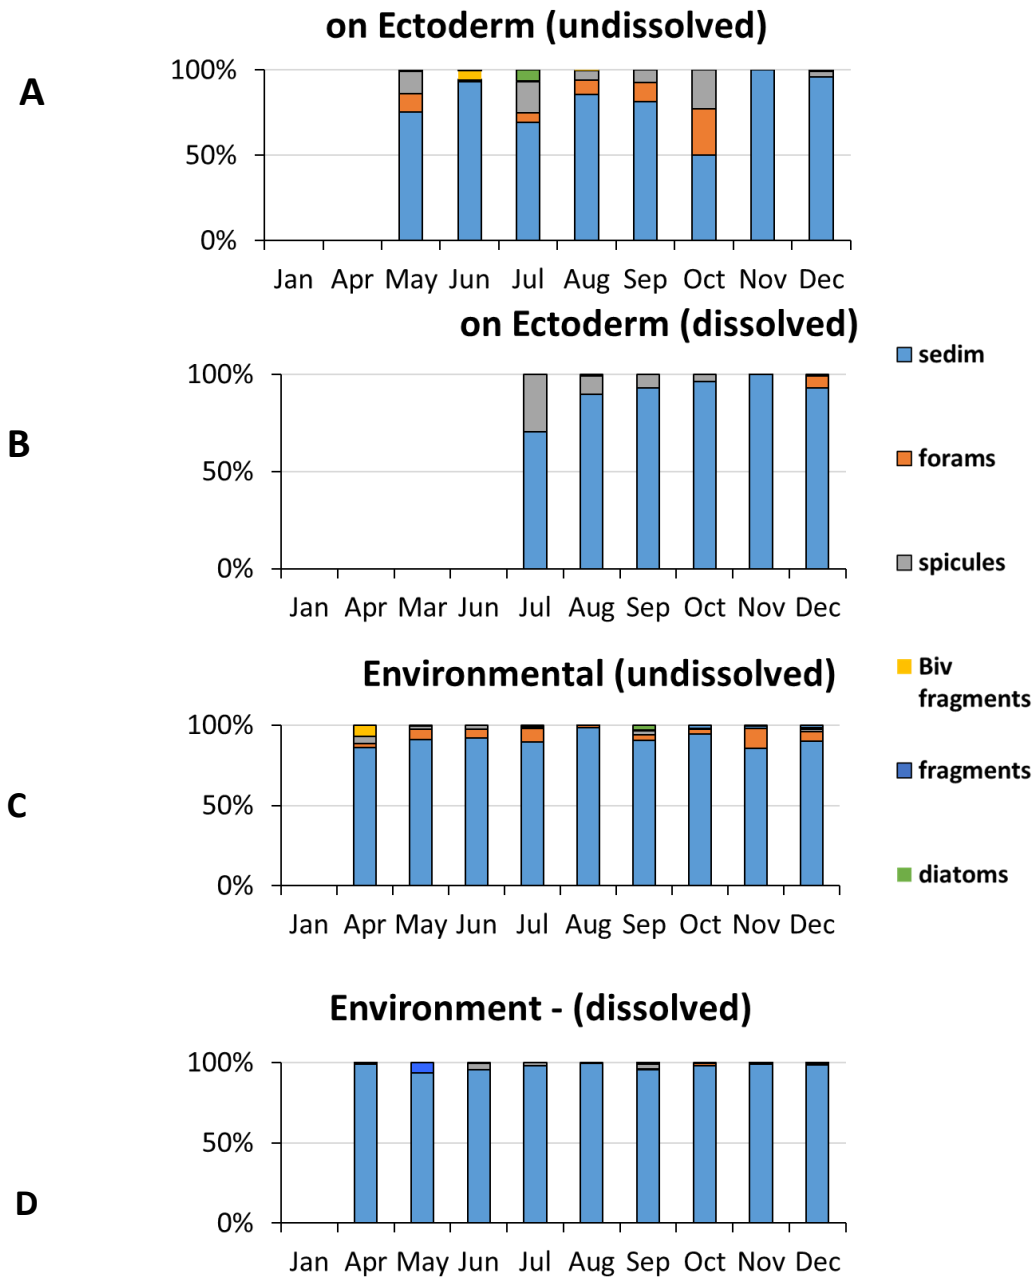 on Ectoderm (undissolved)
A
100%
50%
0%
Jan Apr May Jun Jul Aug Sep Oct Nov Dec
on Ectoderm (dissolved)
B
100%
50%
0%
Jan Apr Mar Jun Jul Aug Sep Oct Nov Dec
Environmental (undissolved)
C
100%
50%
0%
Jan Apr May Jun Jul Aug Sep Oct Nov Dec
Environment - (dissolved)
D
100%
50%
0%
Jan Apr May Jun Jul Aug Sep Oct Nov Dec
sedim
forams
spicules
Biv
fragments
fragments
diatoms